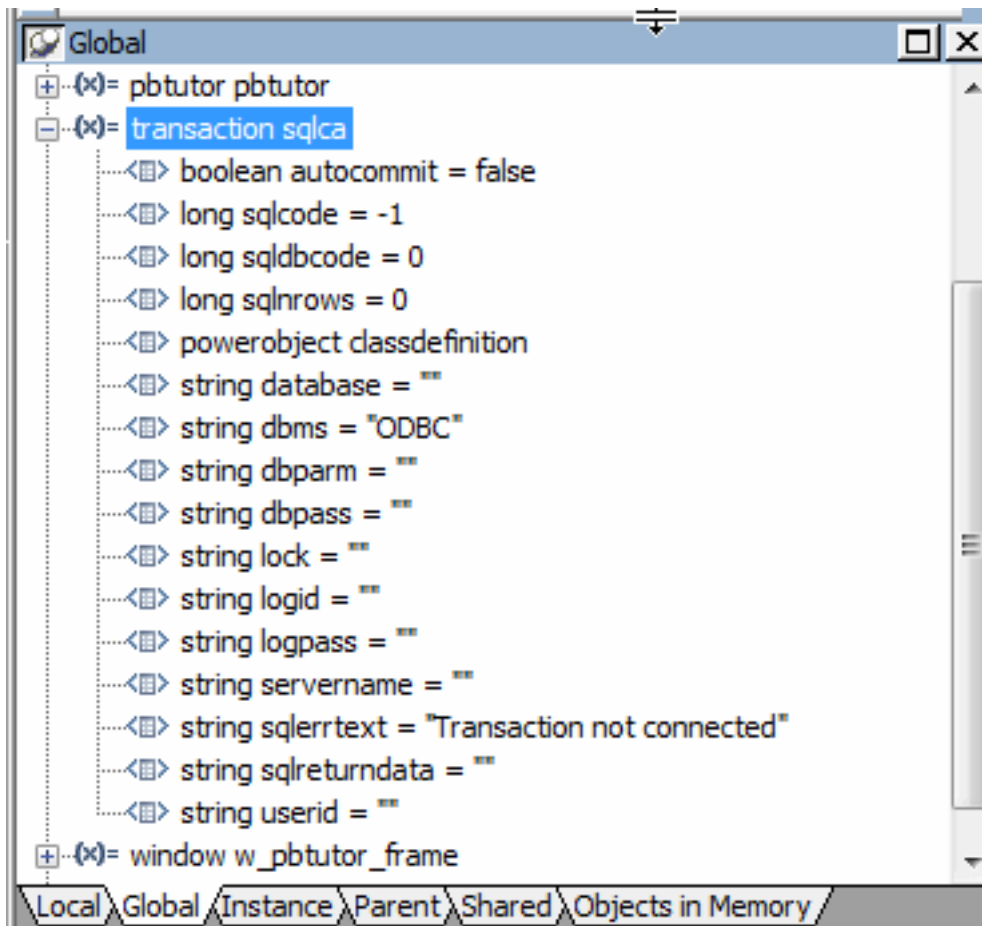 Global
(x)= pbtutor pbtutor
(x)= transaction sqlca
boolean autocommit = false
long sqlcode = -1
long sqldbcode = 0
long sqlnrows = 0
powerobject classdefinition
string database = ""
string dbms = "ODBC"
string dbparm = ""
string dbpass = ""
string lock = ""
string logid = ""
string logpass = ""
string servername = ""
string sqlerrtext = "Transaction not connected"
string sqlreturndata = ""
string userid = ""
(x)= window w_pbtutor_frame
Local Global Instance Parent Shared Objects in Memory